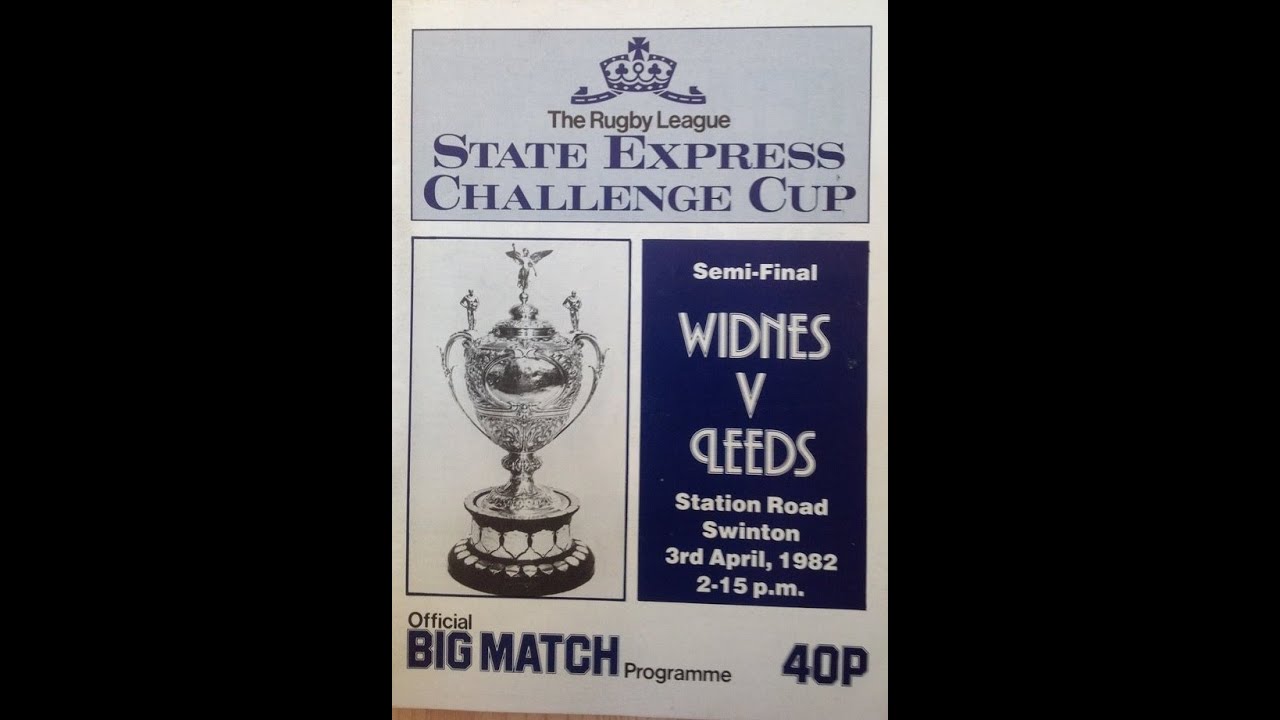 The Rugby League
STATE EXPRESS
CHALLENGE CUP
Semi-Final
WIDNES
V
LEEDS
Station Road
Swinton
3rd April, 1982
2-15 p.m.
Official
BIG MATCH Programme
40P